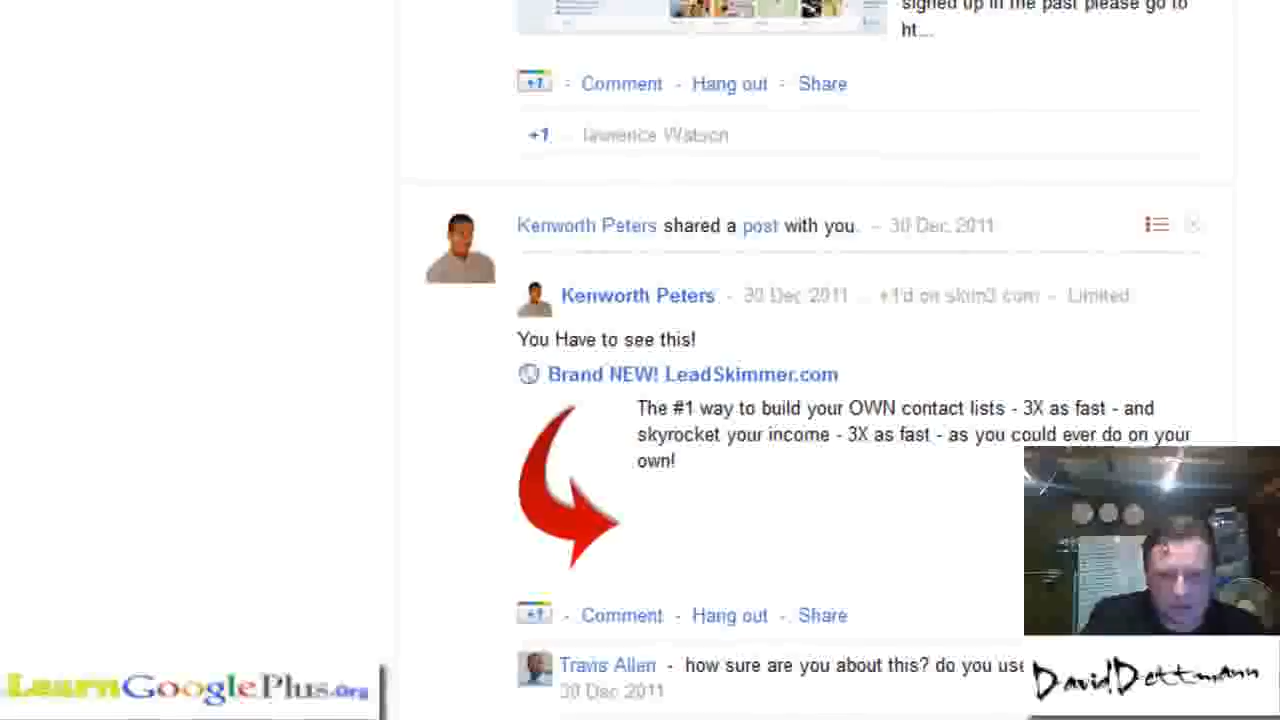 signed up in the past please go to
ht...
+1 - Comment - Hang out - Share
+1 - lawrence Watson
Kenworth Peters shared a post with you. - 30 Dec 2011
Kenworth Peters - 30 Dec 2011 - +1'd on skim3.com - Limited
You Have to see this!
Brand NEW! LeadSkimmer.com
The #1 way to build your OWN contact lists - 3X as fast - and
skyrocket your income - 3X as fast - as you could ever do on your
own!
+1 - Comment - Hang out - Share
Travis Allen - how sure are you about this? do you use
30 Dec 2011
LearnGooglePlus.Org
DavidDettmann